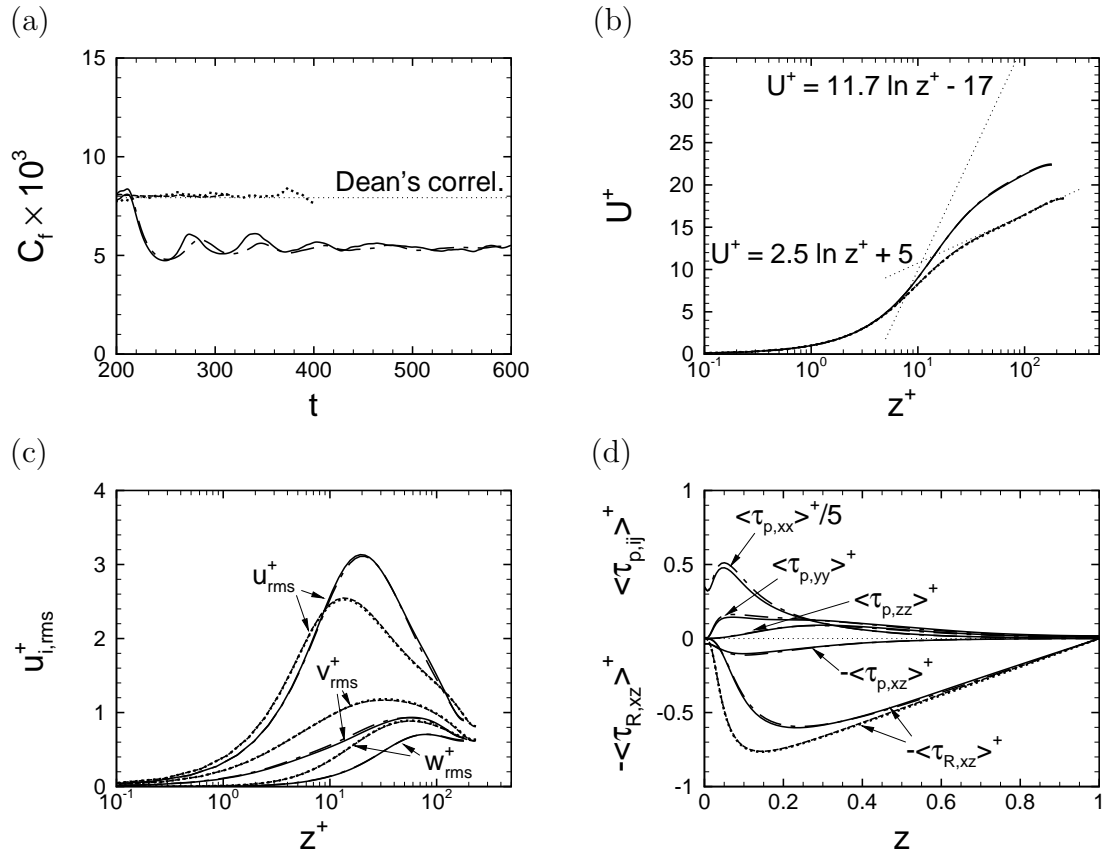 (a)
15
10
5
0
200
300
400
500
600
C_f × 10^3
t
Dean's correl.
(b)
35
30
25
20
15
10
5
0
10^-1
10^0
10^1
10^2
U^+
z^+
U^+ = 11.7 ln z^+ - 17
U^+ = 2.5 ln z^+ + 5
(c)
4
3
2
1
0
10^-1
10^0
10^1
10^2
u^+_i,rms
z^+
u^+_rms
v^+_rms
w^+_rms
(d)
1
0.5
0
-0.5
-1
0
0.2
0.4
0.6
0.8
1
-<τ_R,xz>^+ <τ_p,ij>^+
z
<τ_p,xx>^+/5
<τ_p,yy>^+
<τ_p,zz>^+
-<τ_p,xz>^+
-<τ_R,xz>^+